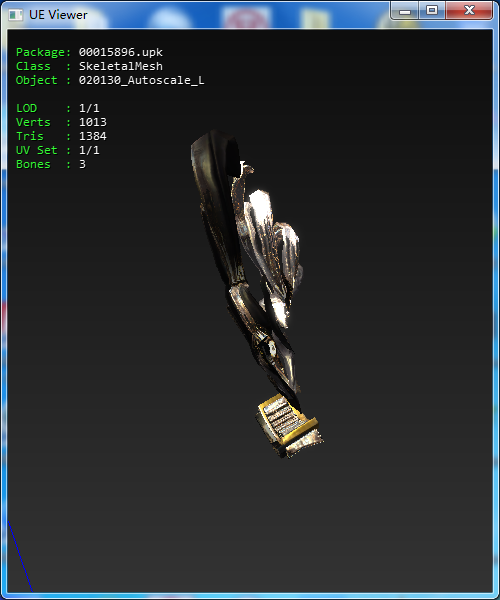 UE Viewer
Package: 00015896.upk
Class : SkeletalMesh
Object : 020130_Autoscale_L
LOD : 1/1
Verts : 1013
Tris : 1384
UV Set : 1/1
Bones : 3